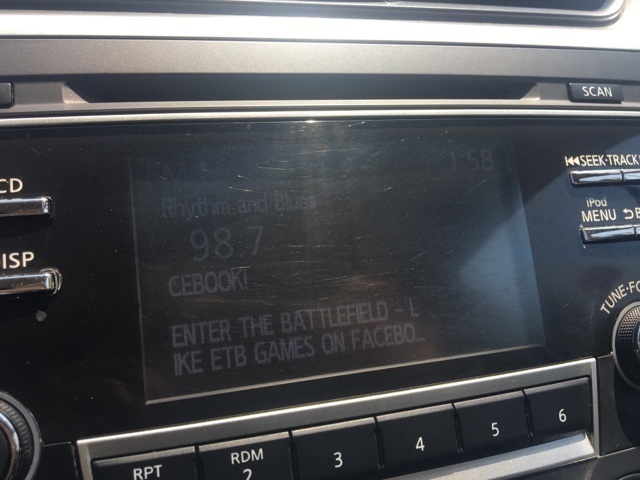 SCAN
1:58
SEEK·TRACK
CD
Rhythm and Blues
iPod
MENU
98.7
DISP
CEBOOK!
TUNE·FO
ENTER THE BATTLEFIELD - L
IKE ETB GAMES ON FACEBO...
RPT
RDM
2
3
4
5
6